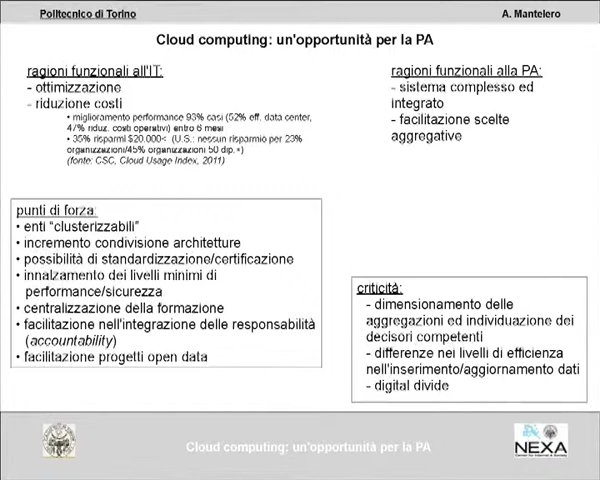 Politecnico di Torino
A. Mantelero
Cloud computing: un'opportunità per la PA
ragioni funzionali all'IT:
- ottimizzazione
- riduzione costi
• miglioramento performance 93% casi (52% eff. data center,
47% riduz. costi operativi) entro 6 mesi
• 35% risparmi $20.000< (U.S.: nessun risparmio per 23%
organizzazioni/45% organizzazioni 50 dip.+)
(fonte: CSC, Cloud Usage Index, 2011)
ragioni funzionali alla PA:
- sistema complesso ed
integrato
- facilitazione scelte
aggregative
punti di forza:
• enti “clusterizzabili”
• incremento condivisione architetture
• possibilità di standardizzazione/certificazione
• innalzamento dei livelli minimi di
performance/sicurezza
• centralizzazione della formazione
• facilitazione nell'integrazione delle responsabilità
(accountability)
• facilitazione progetti open data
criticità:
- dimensionamento delle
aggregazioni ed individuazione dei
decisori competenti
- differenze nei livelli di efficienza
nell'inserimento/aggiornamento dati
- digital divide
Cloud computing: un'opportunità per la PA
NEXA
Center for Internet & Society